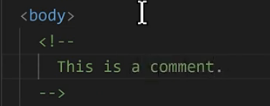 <body>
<!--
This is a comment.
-->